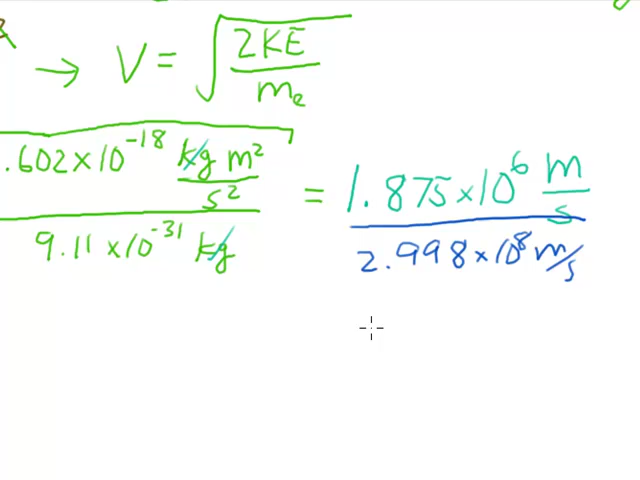 → V = √(2KE / mₑ)
.602×10⁻¹⁸ kg m²/s² = 1.875×10⁶ m/s
9.11×10⁻³¹ kg 2.998×10⁸ m/s